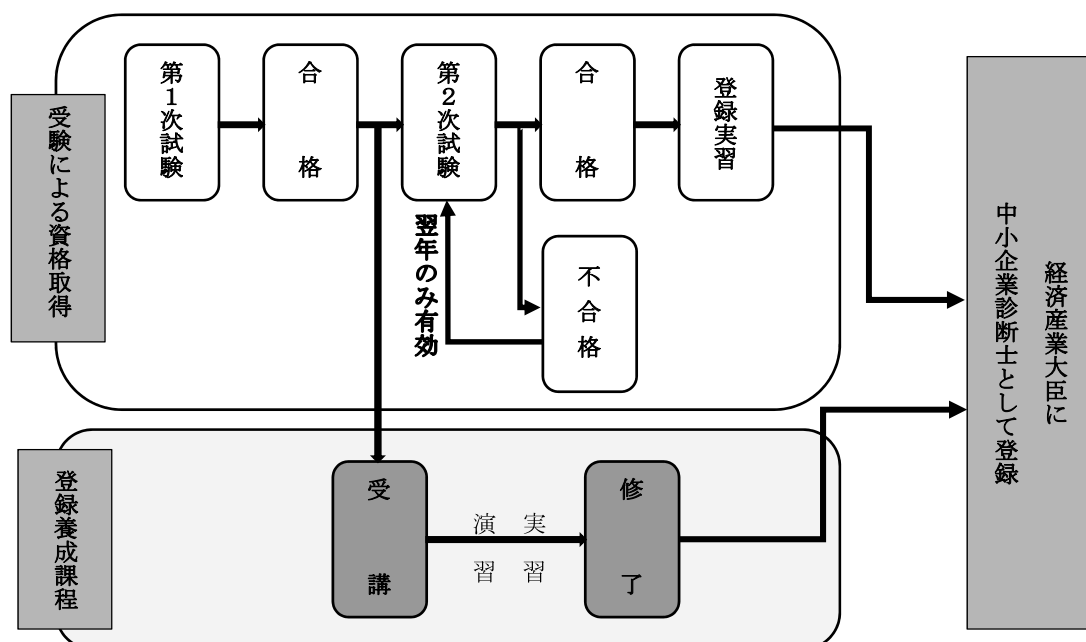 受験による資格取得
第1次試験
合格
第2次試験
合格
登録実習
翌年のみ有効
不合格
登録養成課程
受講
演習
実習
修了
経済産業大臣に
中小企業診断士として登録